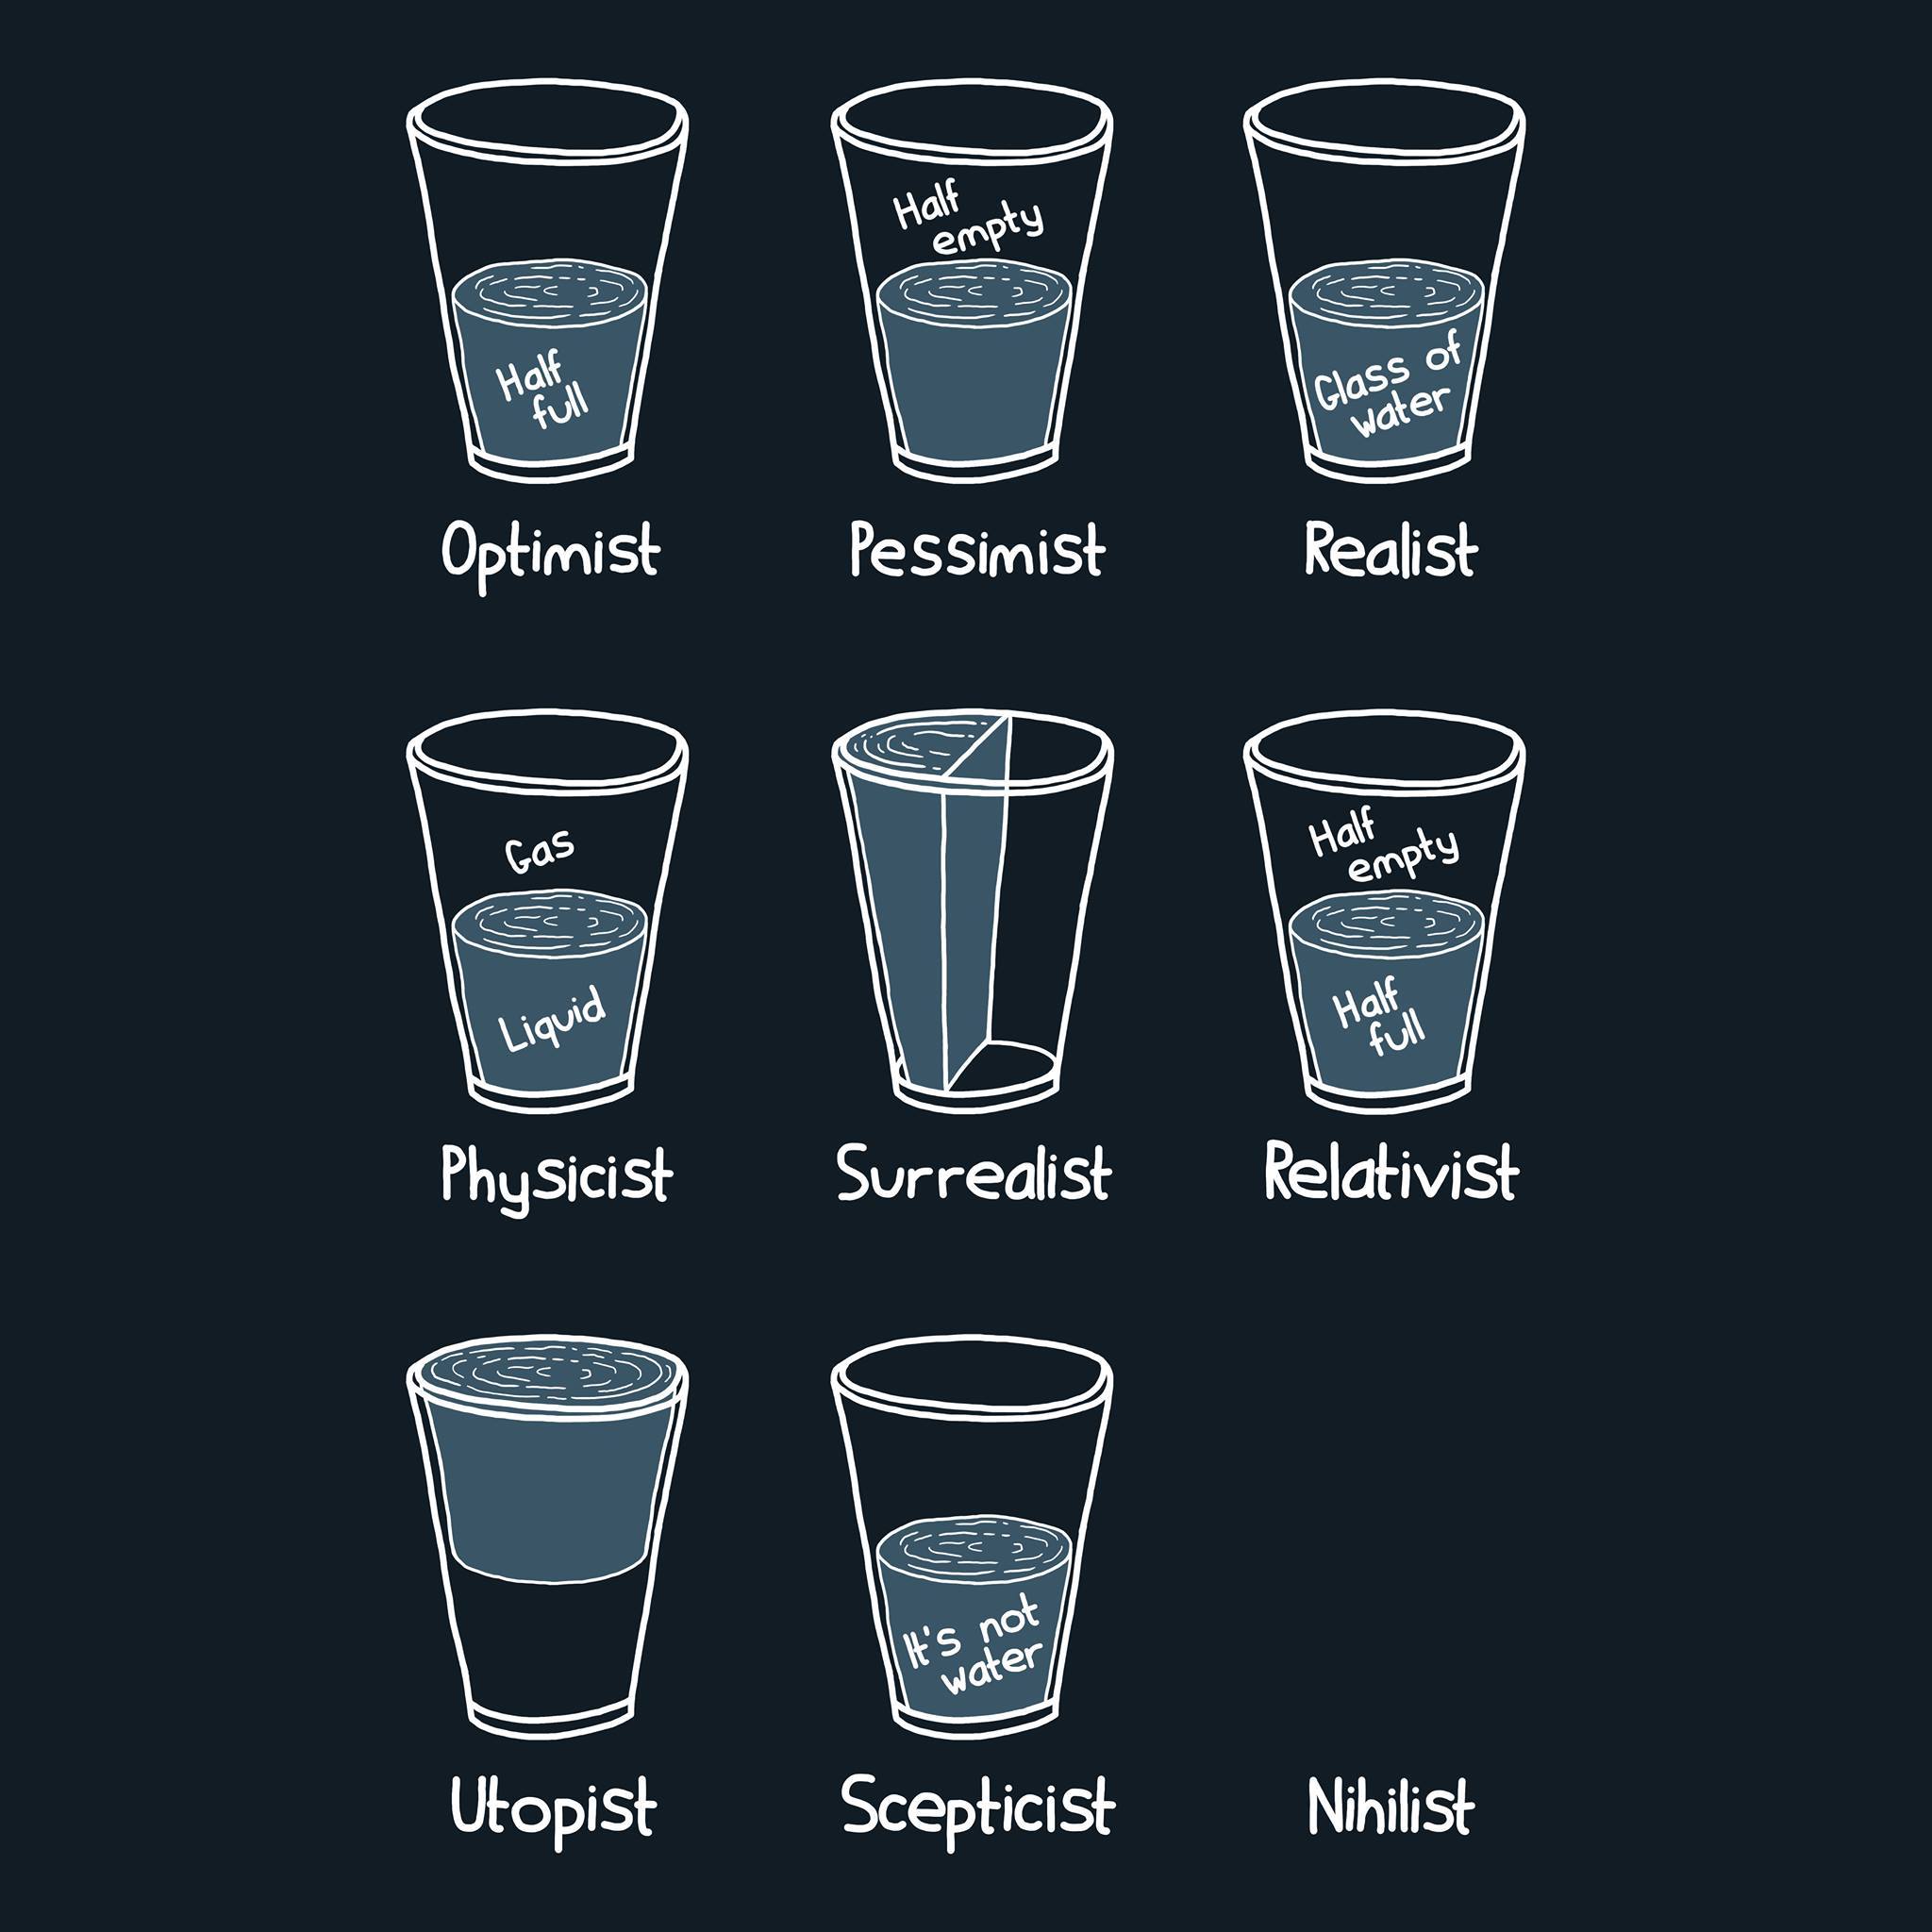 Half
full
Optimist
Half
empty
Pessimist
Glass of
water
Realist
Gas
Liquid
Physicist
Surrealist
Half
empty
Half
full
Relativist
Utopist
It's not
water
Scepticist
Nihilist